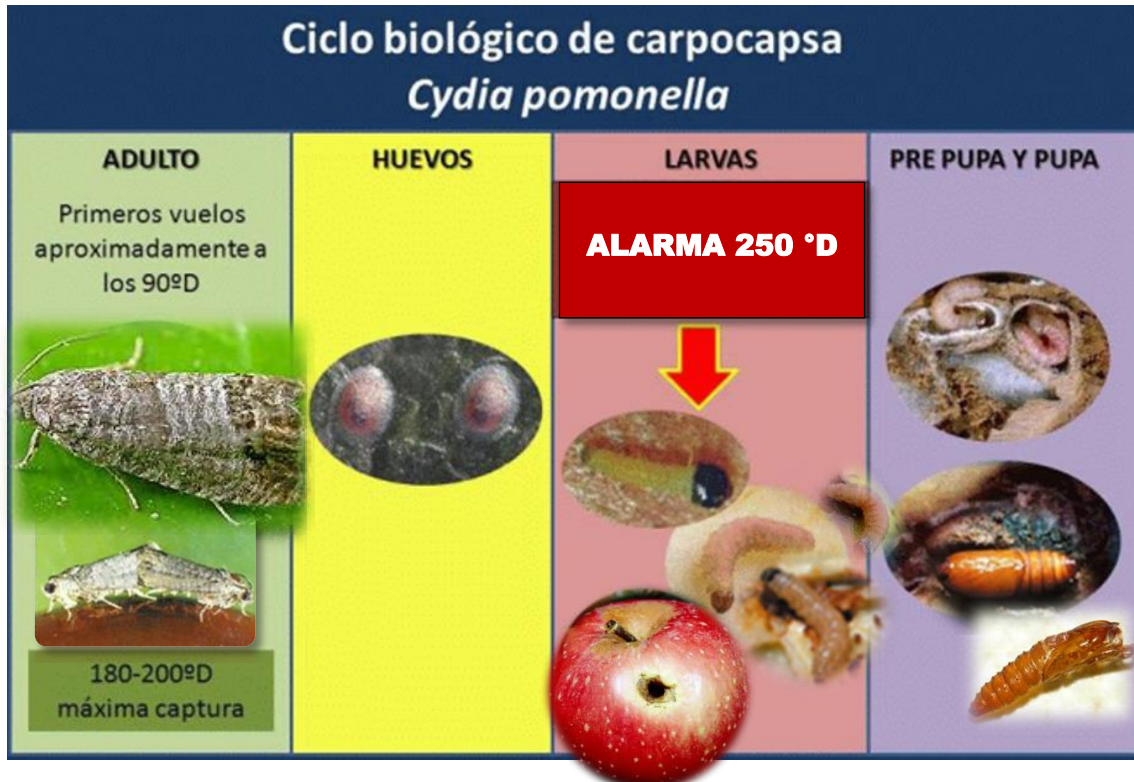 Ciclo biológico de carpocapsa
Cydia pomonella
ADULTO
Primeros vuelos
aproximadamente a
los 90ºD
180-200ºD
máxima captura
HUEVOS
LARVAS
ALARMA 250 °D
PRE PUPA Y PUPA